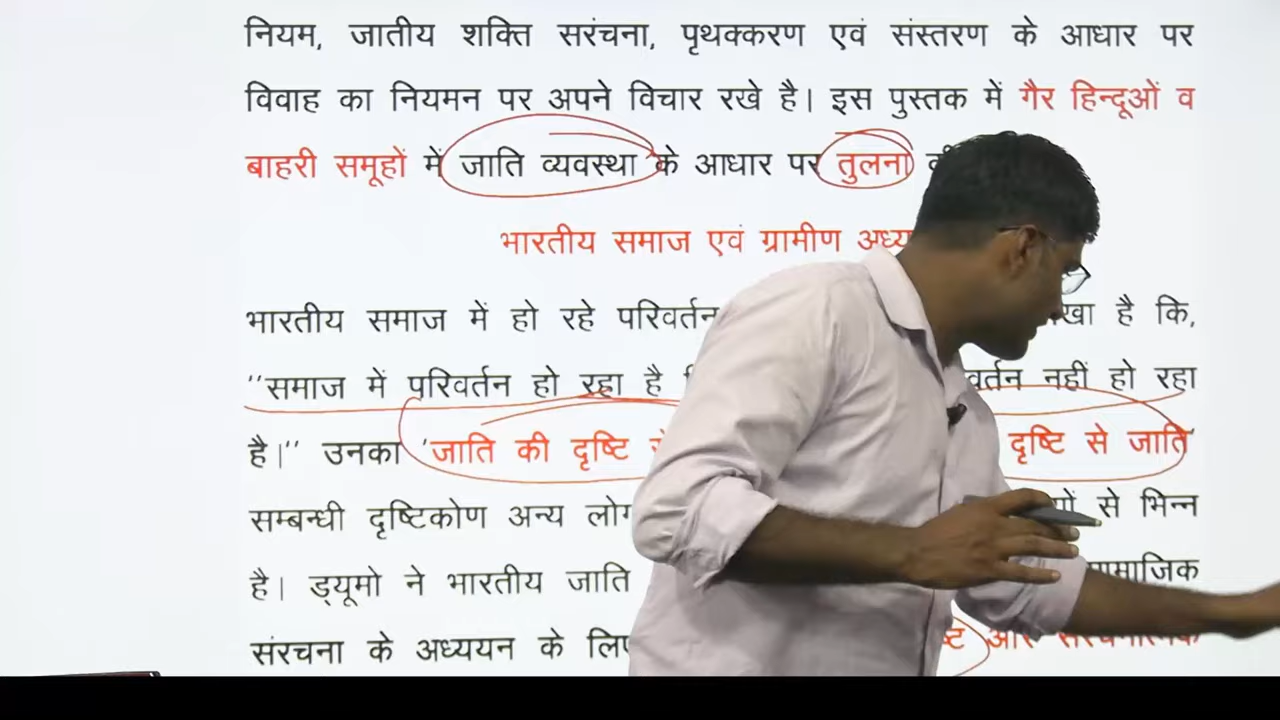 नियम, जातीय शक्ति सरंचना, पृथक्करण एवं संस्तरण के आधार पर
विवाह का नियमन पर अपने विचार रखे है। इस पुस्तक में गैर हिन्दूओं व
बाहरी समूहों में जाति व्यवस्था के आधार पर तुलना
भारतीय समाज एवं ग्रामीण
भारतीय समाज में हो रहे परिवर्तन है कि,
''समाज में परिवर्तन हो रहा है नहीं हो रहा
है।'' उनका 'जाति की दृष्टि दृष्टि से जाति'
सम्बन्धी दृष्टिकोण अन्य से भिन्न
है। ड्यूमो ने भारतीय जाति सामाजिक
संरचना के अध्ययन के और